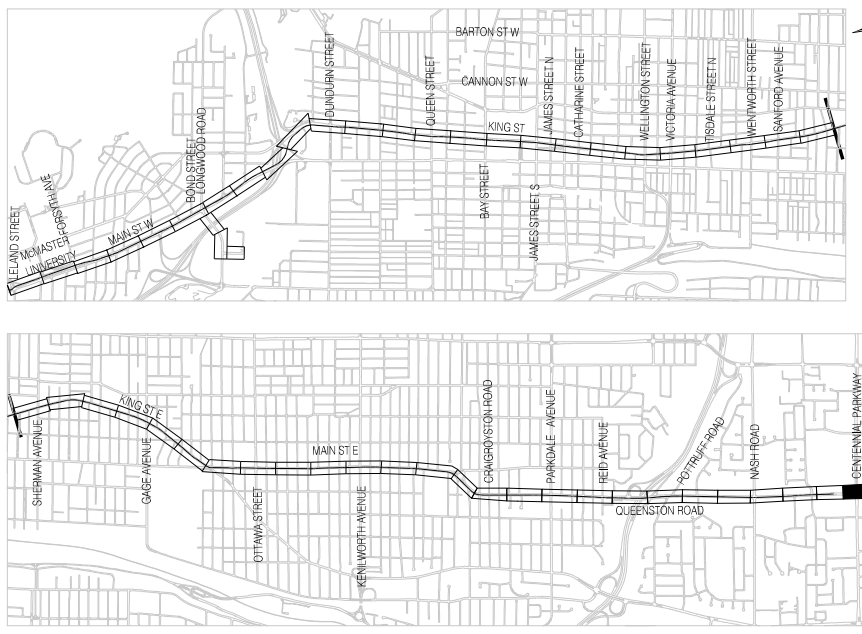 BARTON ST W
DUNDURN STREET
QUEEN STREET
CANNON ST W
JAMES STREET N
CATHARINE STREET
WELLINGTON STREET
VICTORIA AVENUE
TISDALE STREET N
WENTWORTH STREET
SANFORD AVENUE
KING ST
BOND STREET
LONGWOOD ROAD
BAY STREET
JAMES STREET S
LELAND STREET
FORSYTH AVE
McMASTER
UNIVERSITY
MAIN ST W
KING ST E
SHERMAN AVENUE
GAGE AVENUE
MAIN ST E
OTTAWA STREET
KENILWORTH AVENUE
CRAIGROYSTON ROAD
PARKDALE AVENUE
REID AVENUE
POTTRUFF ROAD
NASH ROAD
CENTENNIAL PARKWAY
QUEENSTON ROAD